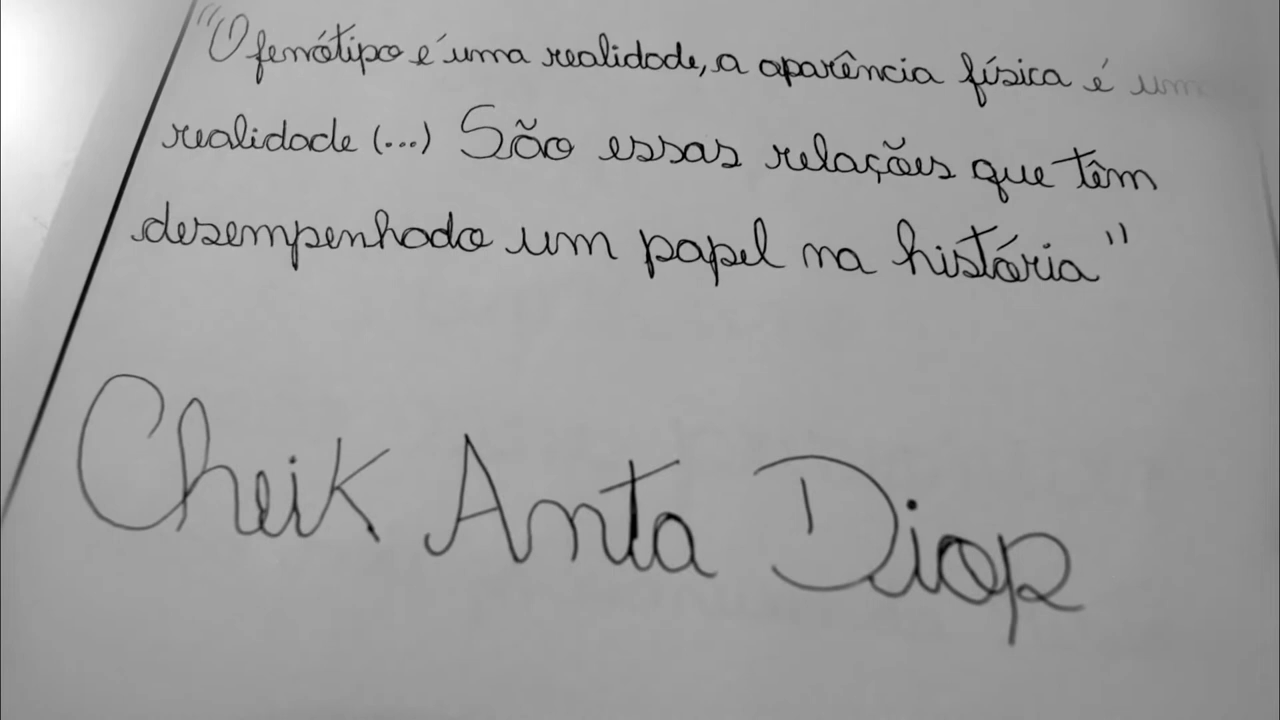 "O fenótipo é uma realidade, a aparência física é um
realidade (...) São essas relações que têm
desempenhado um papel na história"
Cheik Anta Diop